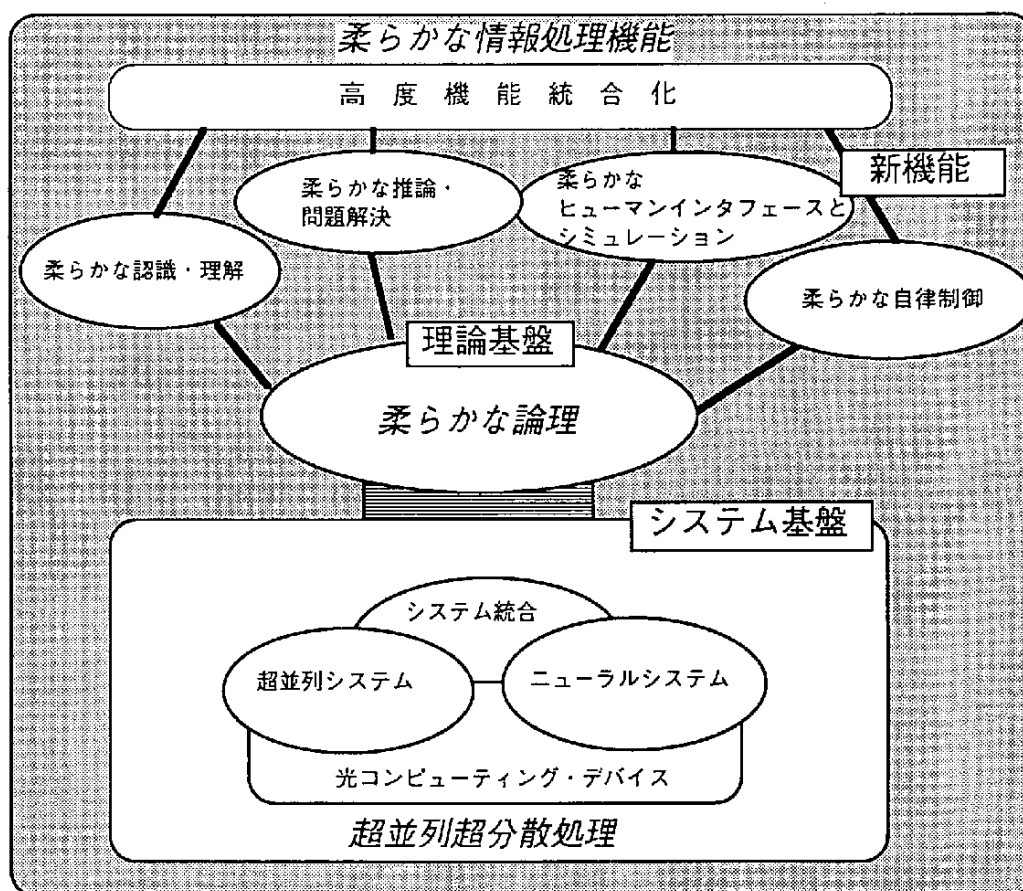 柔らかな情報処理機能
高度機能統合化
新機能
柔らかな推論・
問題解決
柔らかな
ヒューマンインタフェースと
シミュレーション
柔らかな認識・理解
柔らかな自律制御
理論基盤
柔らかな論理
システム基盤
システム統合
超並列システム
ニューラルシステム
光コンピューティング・デバイス
超並列超分散処理